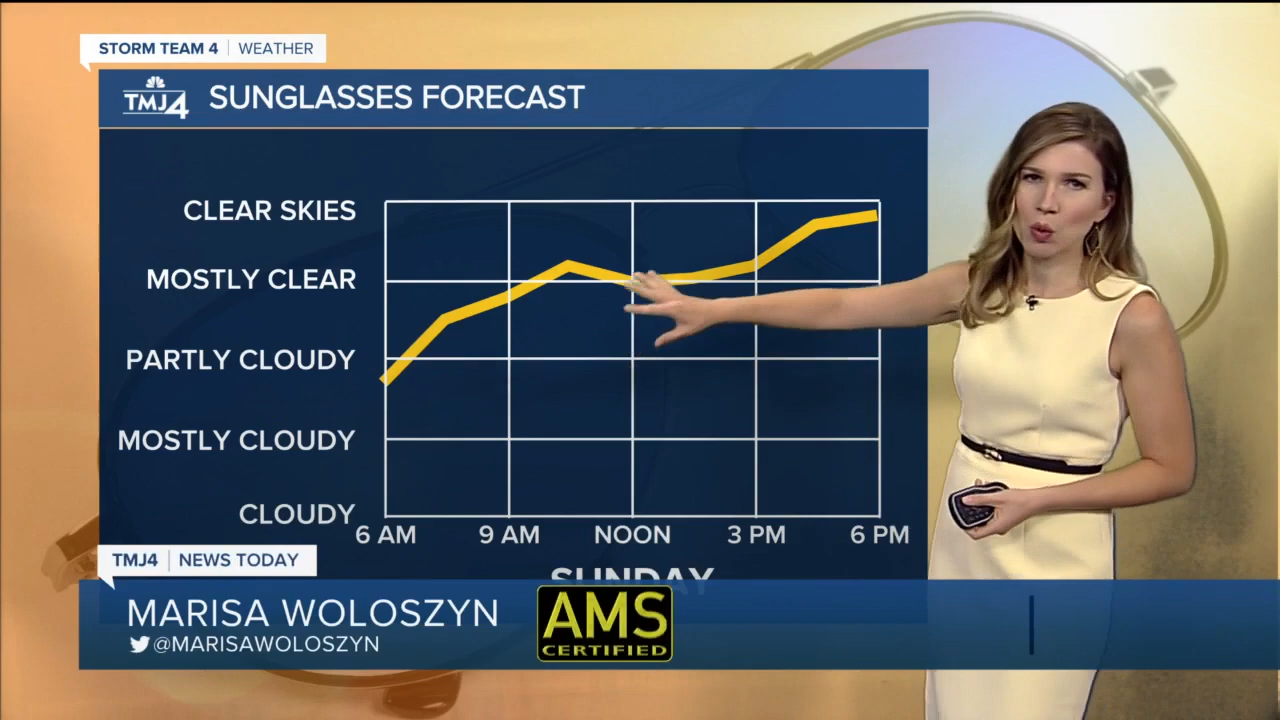 STORM TEAM 4 | WEATHER
TMJ4 SUNGLASSES FORECAST
CLEAR SKIES
MOSTLY CLEAR
PARTLY CLOUDY
MOSTLY CLOUDY
CLOUDY
6 AM 9 AM NOON 3 PM 6 PM
SUNDAY
TMJ4 | NEWS TODAY
MARISA WOLOSZYN
@MARISAWOLOSZYN
AMS
CERTIFIED